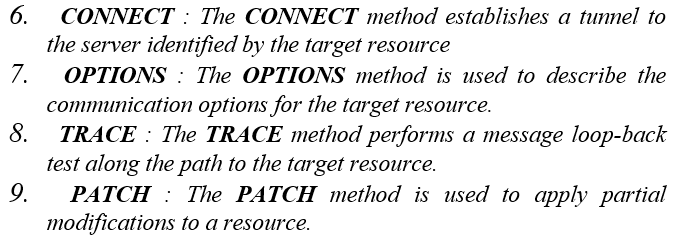 6. CONNECT : The CONNECT method establishes a tunnel to
the server identified by the target resource
7. OPTIONS : The OPTIONS method is used to describe the
communication options for the target resource.
8. TRACE : The TRACE method performs a message loop-back
test along the path to the target resource.
9. PATCH : The PATCH method is used to apply partial
modifications to a resource.